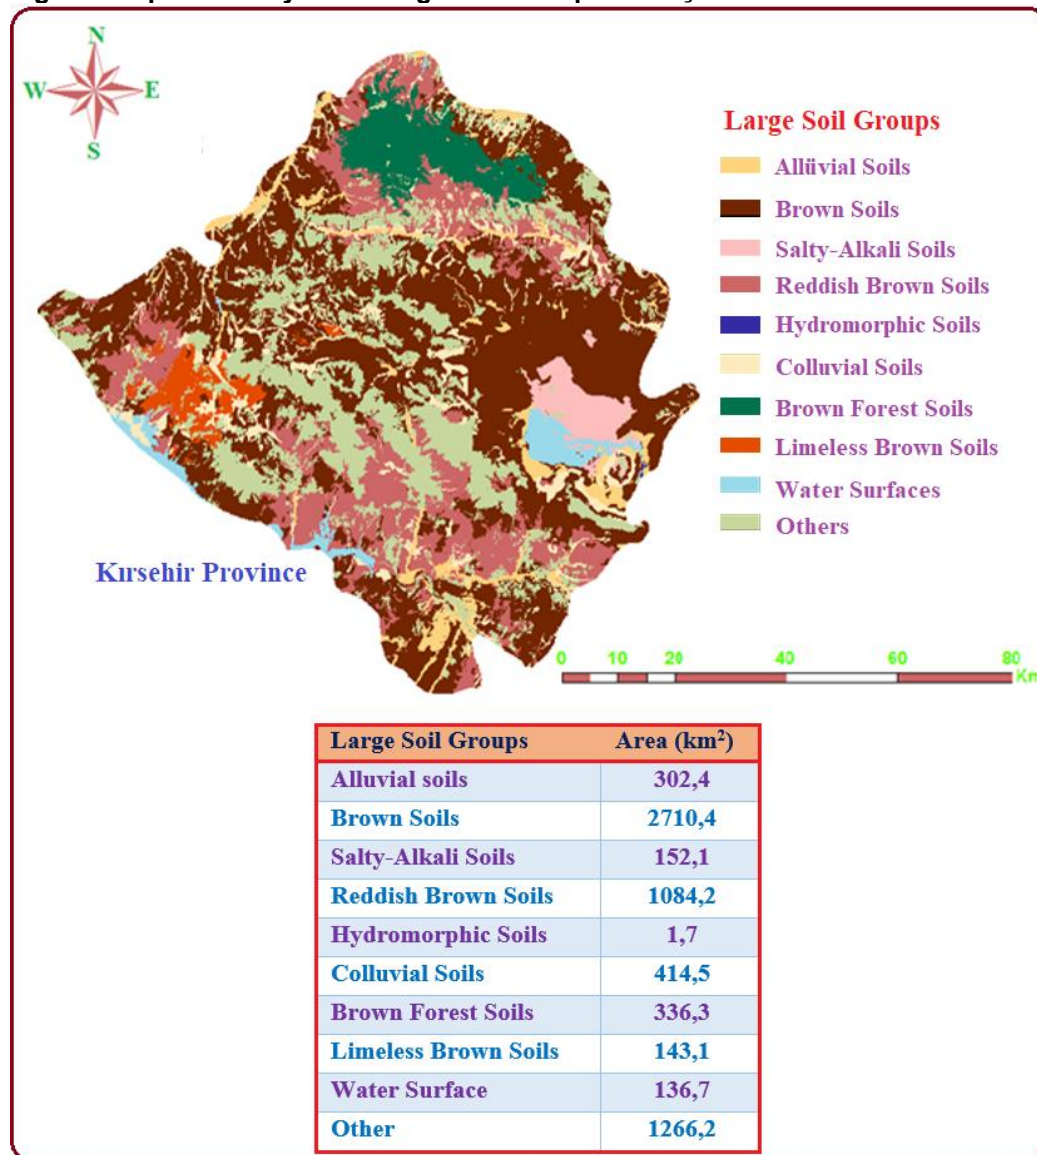 N
W E
S
Large Soil Groups
Allüvial Soils
Brown Soils
Salty-Alkali Soils
Reddish Brown Soils
Hydromorphic Soils
Colluvial Soils
Brown Forest Soils
Limeless Brown Soils
Water Surfaces
Others
Kırsehir Province
0 10 20 40 60 80
Km
Large Soil Groups Area (km²)
Alluvial soils 302,4
Brown Soils 2710,4
Salty-Alkali Soils 152,1
Reddish Brown Soils 1084,2
Hydromorphic Soils 1,7
Colluvial Soils 414,5
Brown Forest Soils 336,3
Limeless Brown Soils 143,1
Water Surface 136,7
Other 1266,2